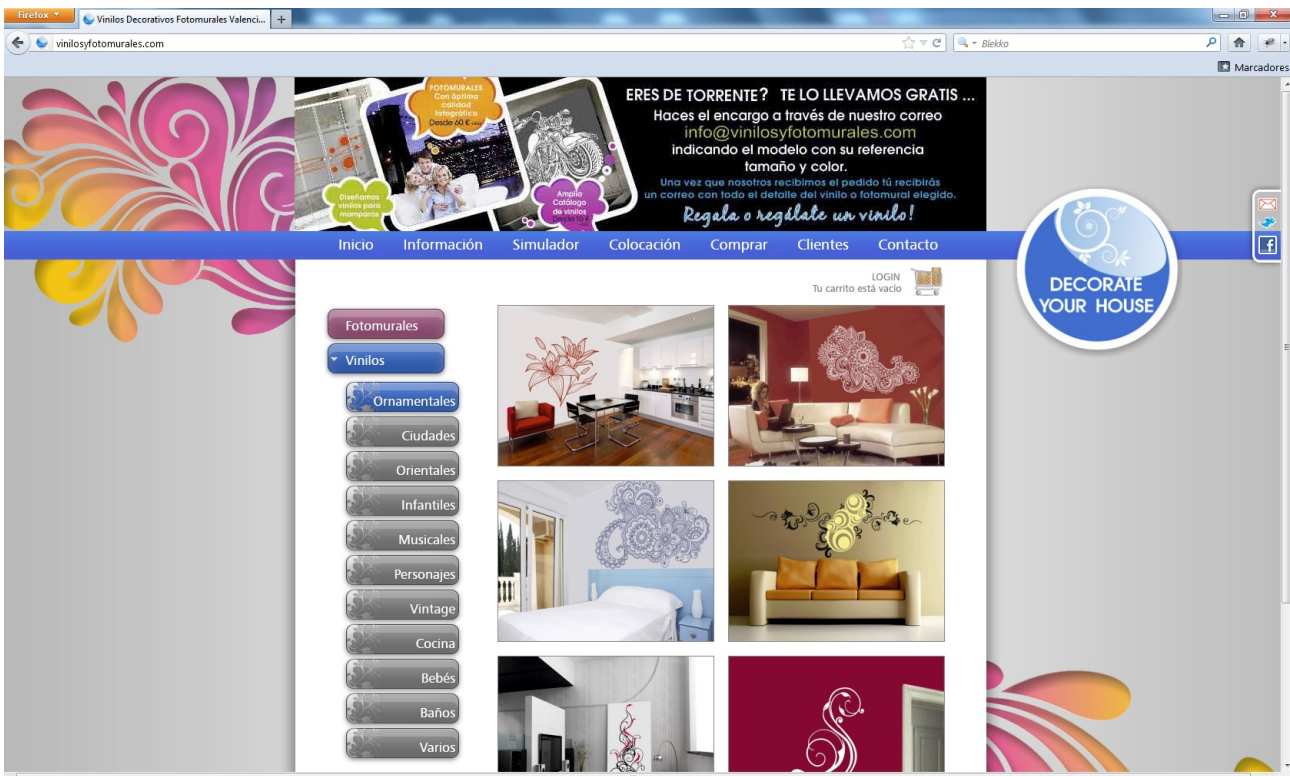 Firefox
Vinilos Decorativos Fotomurales Valenci...
vinilosyfotomurales.com
Blekko
Marcadores
FOTOMURALES
Con óptima
calidad
fotográfica
Desde 60 €
Diseñamos
vinilos para
mamparas
Amplio
Catálogo
de vinilos
Desde 10 €
ERES DE TORRENTE? TE LO LLEVAMOS GRATIS ...
Haces el encargo a través de nuestro correo
info@vinilosyfotomurales.com
indicando el modelo con su referencia
tamaño y color.
Una vez que nosotros recibimos el pedido tú recibirás
un correo con todo el detalle del vinilo o fotomural elegido.
Regala o regálate un vinilo!
Inicio Información Simulador Colocación Comprar Clientes Contacto
LOGIN
Tu carrito está vacío
DECORATE
YOUR HOUSE
Fotomurales
Vinilos
Ornamentales
Ciudades
Orientales
Infantiles
Musicales
Personajes
Vintage
Cocina
Bebés
Baños
Varios